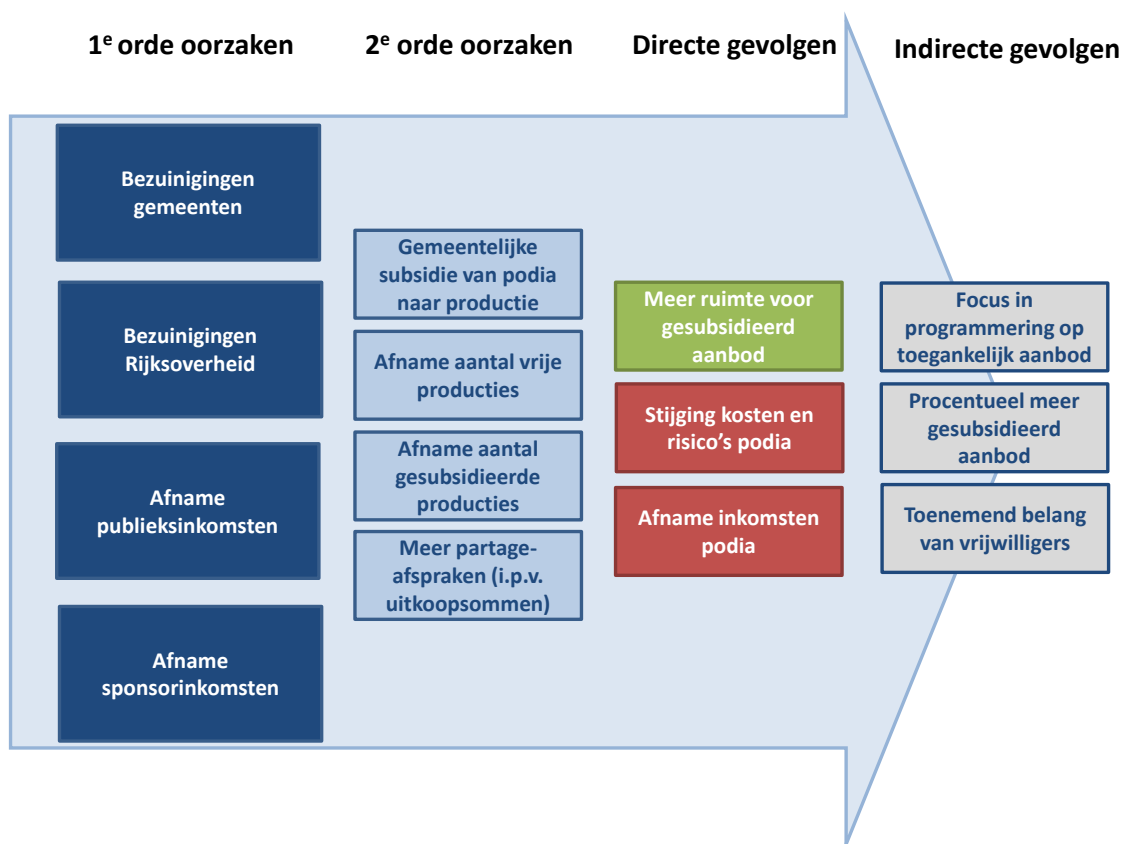 1e orde oorzaken
2e orde oorzaken
Directe gevolgen
Indirecte gevolgen
Bezuinigingen
gemeenten
Bezuinigingen
Rijksoverheid
Afname
publieksinkomsten
Afname
sponsorinkomsten
Gemeentelijke
subsidie van podia
naar productie
Afname aantal vrije
producties
Afname aantal
gesubsidieerde
producties
Meer partage-
afspraken (i.p.v.
uitkoopsommen)
Meer ruimte voor
gesubsidieerd
aanbod
Stijging kosten en
risico's podia
Afname inkomsten
podia
Focus in
programmering op
toegankelijk aanbod
Procentueel meer
gesubsidieerd
aanbod
Toenemend belang
van vrijwilligers